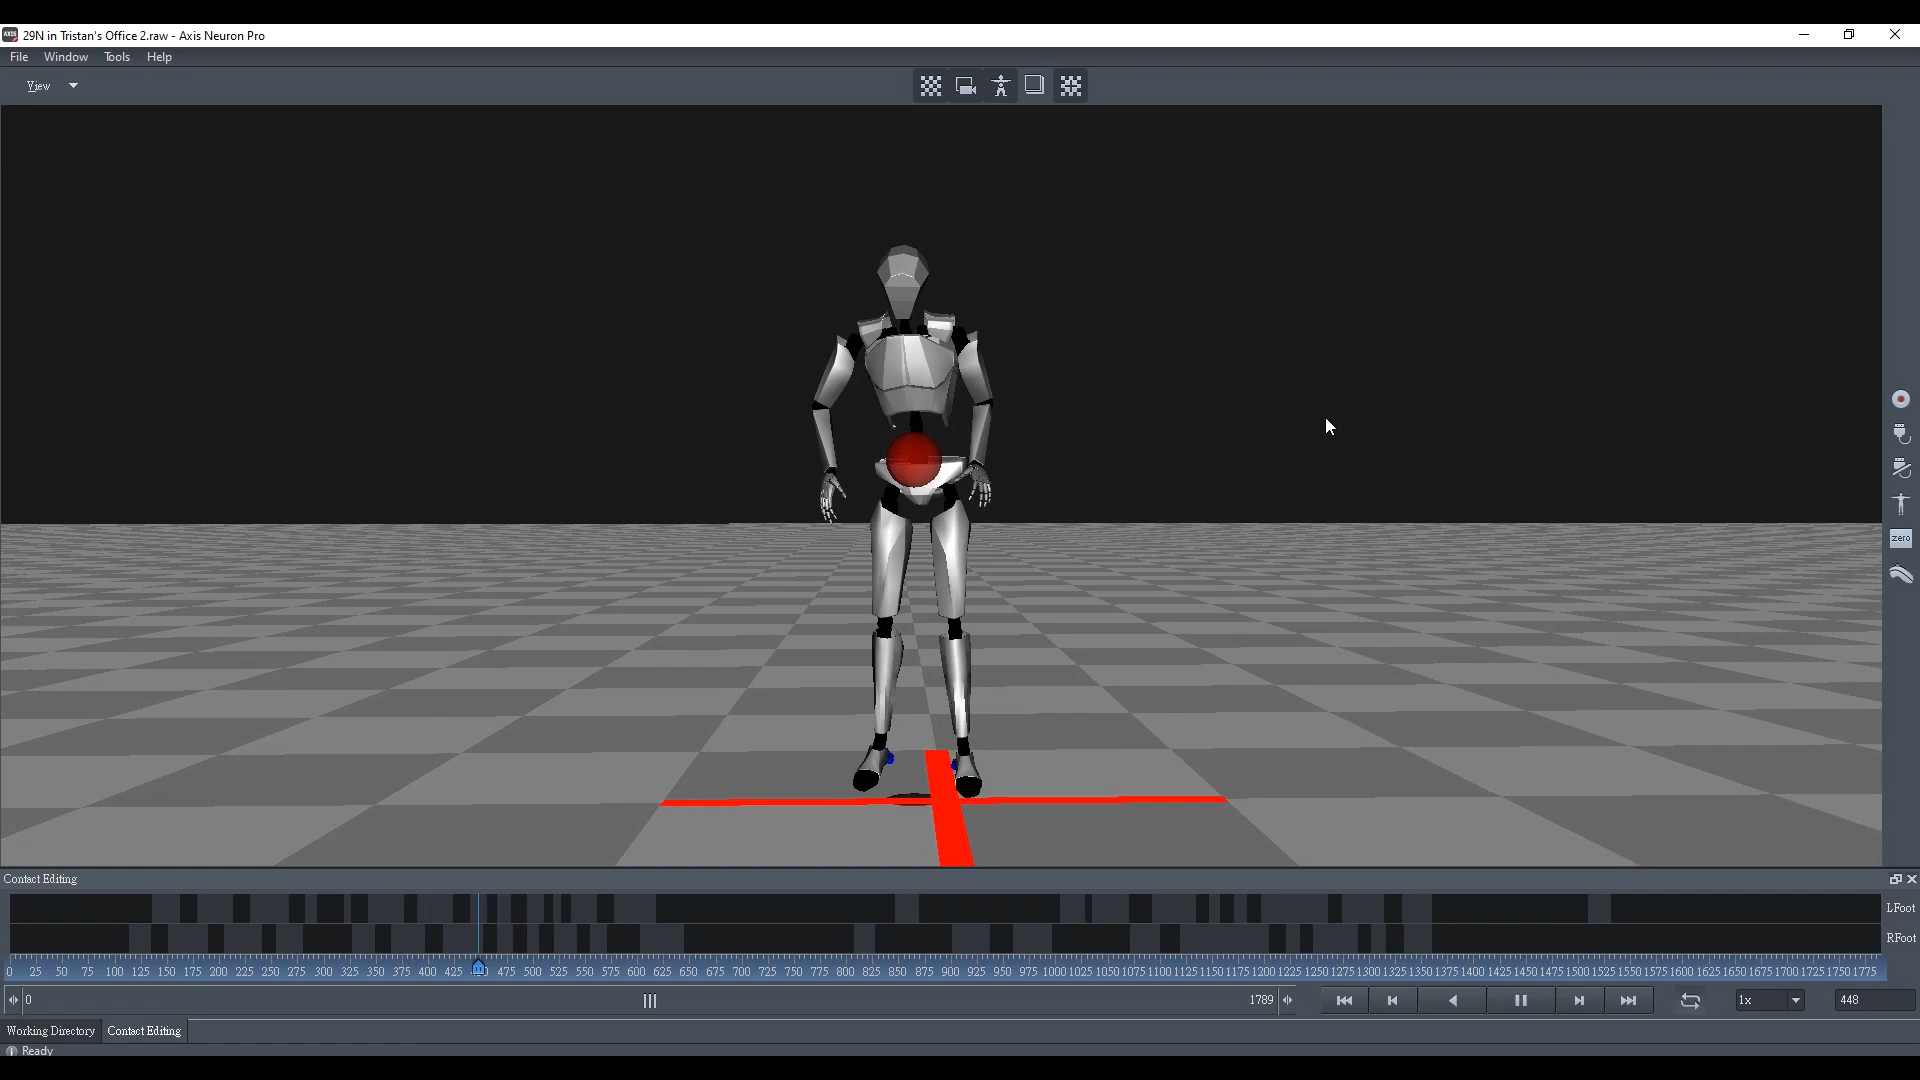 AXIS 29N in Tristan's Office 2.raw - Axis Neuron Pro
File Window Tools Help
View
zero
Contact Editing
LFoot
RFoot
0 25 50 75 100 125 150 175 200 225 250 275 300 325 350 375 400 425 475 500 525 550 575 600 625 650 675 700 725 750 775 800 825 850 875 900 925 950 975 1000 1025 1050 1075 1100 1125 1150 1175 1200 1225 1250 1275 1300 1325 1350 1375 1400 1425 1450 1475 1500 1525 1550 1575 1600 1625 1650 1675 1700 1725 1750 1775
0 1789 1x 448
Working Directory Contact Editing
Ready